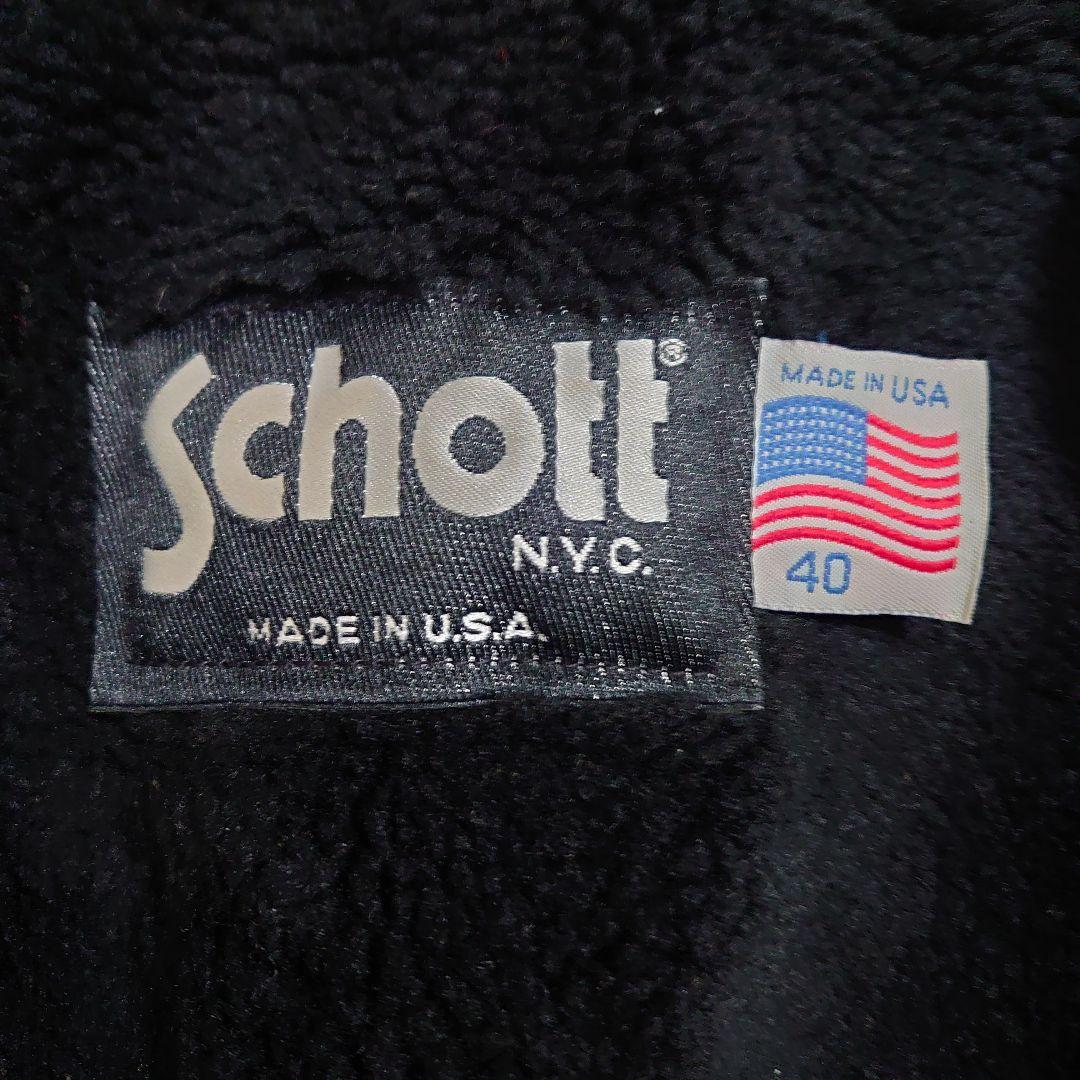 Schott®
N.Y.C.
MADE IN U.S.A.
MADE IN USA
40